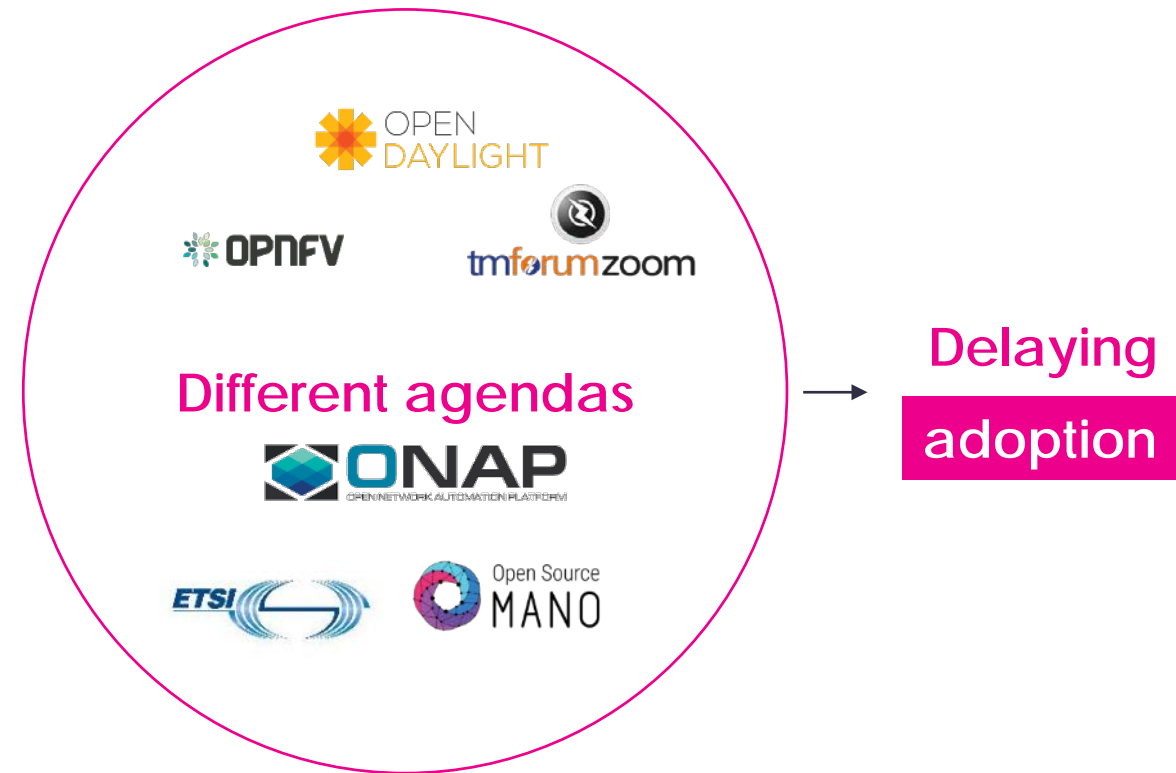 OPEN
DAYLIGHT
OPNFV
tmforumzoom
Different agendas
ONAP
OPEN NETWORK AUTOMATION PLATFORM
ETSI
Open Source
MANO
Delaying
adoption